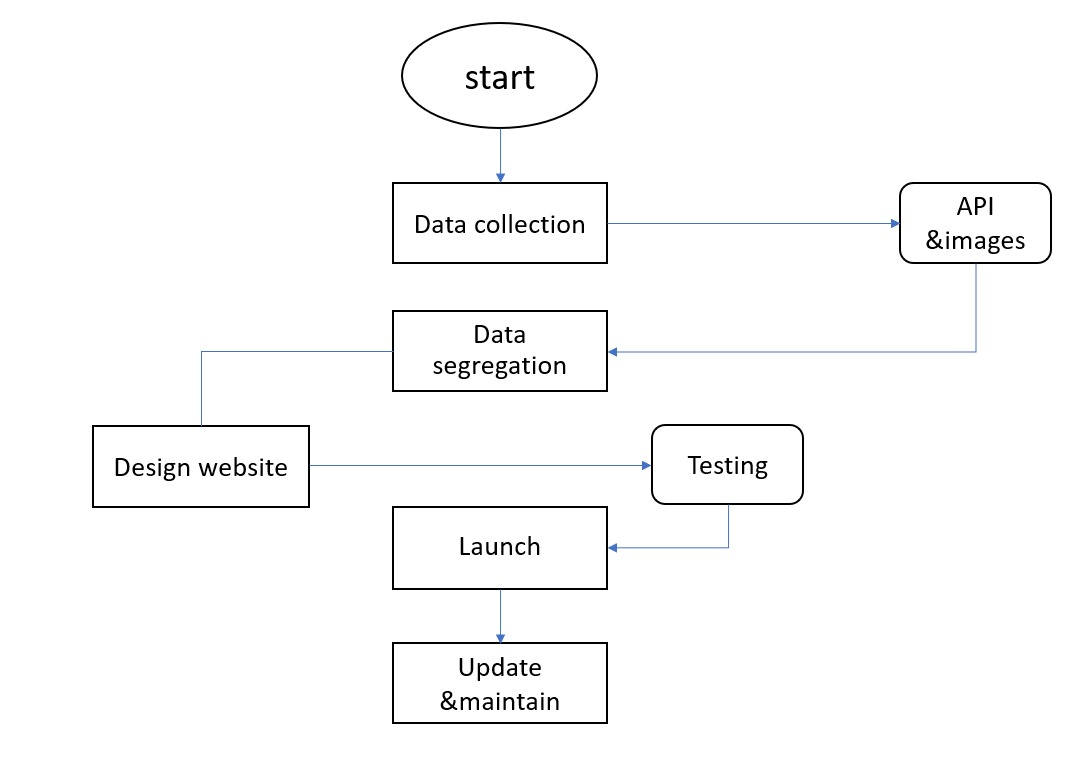 start
Data collection
API
&images
Data
segregation
Design website
Testing
Launch
Update
&maintain